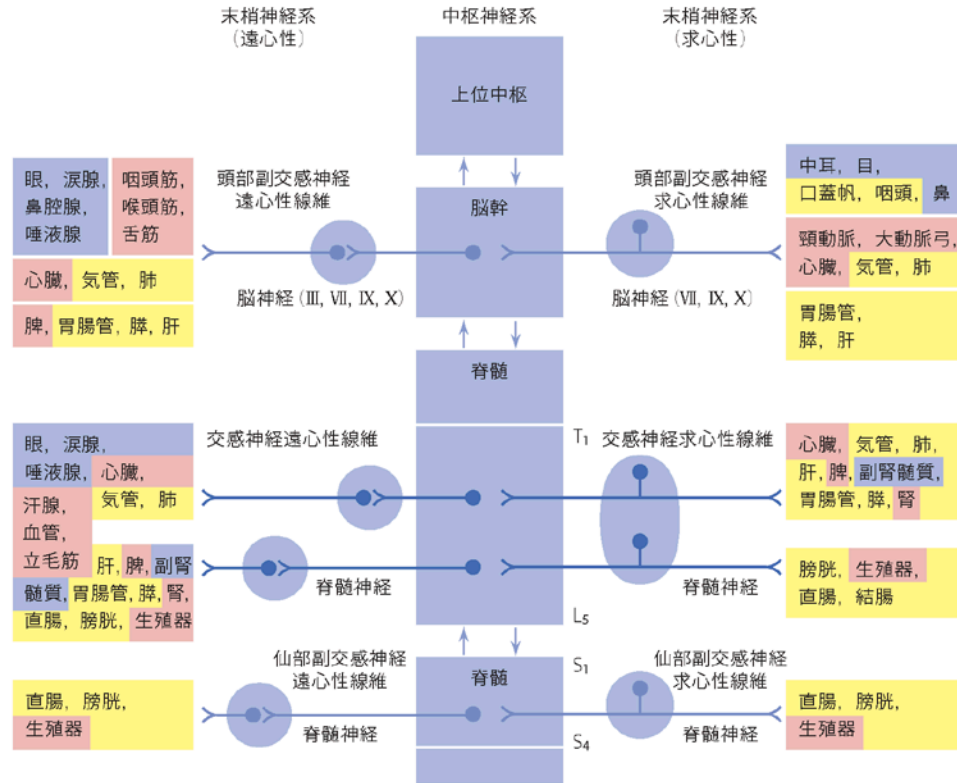 末梢神経系
(遠心性)
中枢神経系
末梢神経系
(求心性)
上位中枢
眼, 涙腺,
鼻腔腺,
唾液腺
咽頭筋,
喉頭筋,
舌筋
心臓, 気管, 肺
脾, 胃腸管, 膵, 肝
頭部副交感神経
遠心性線維
脳神経 (Ⅲ, Ⅶ, Ⅸ, Ⅹ)
脳幹
頭部副交感神経
求心性線維
脳神経 (Ⅶ, Ⅸ, Ⅹ)
中耳, 目,
口蓋帆, 咽頭, 鼻
頸動脈, 大動脈弓,
心臓, 気管, 肺
胃腸管,
膵, 肝
脊髄
眼, 涙腺,
唾液腺, 心臓,
汗腺, 気管, 肺
血管,
立毛筋
肝, 脾, 副腎
髄質, 胃腸管, 膵, 腎,
直腸, 膀胱, 生殖器
交感神経遠心性線維
脊髄神経
T₁
L₅
交感神経求心性線維
脊髄神経
心臓, 気管, 肺,
肝, 脾, 副腎髄質,
胃腸管, 膵, 腎
膀胱, 生殖器,
直腸, 結腸
直腸, 膀胱,
生殖器
仙部副交感神経
遠心性線維
脊髄神経
脊髄
S₁
S₄
仙部副交感神経
求心性線維
脊髄神経
直腸, 膀胱,
生殖器